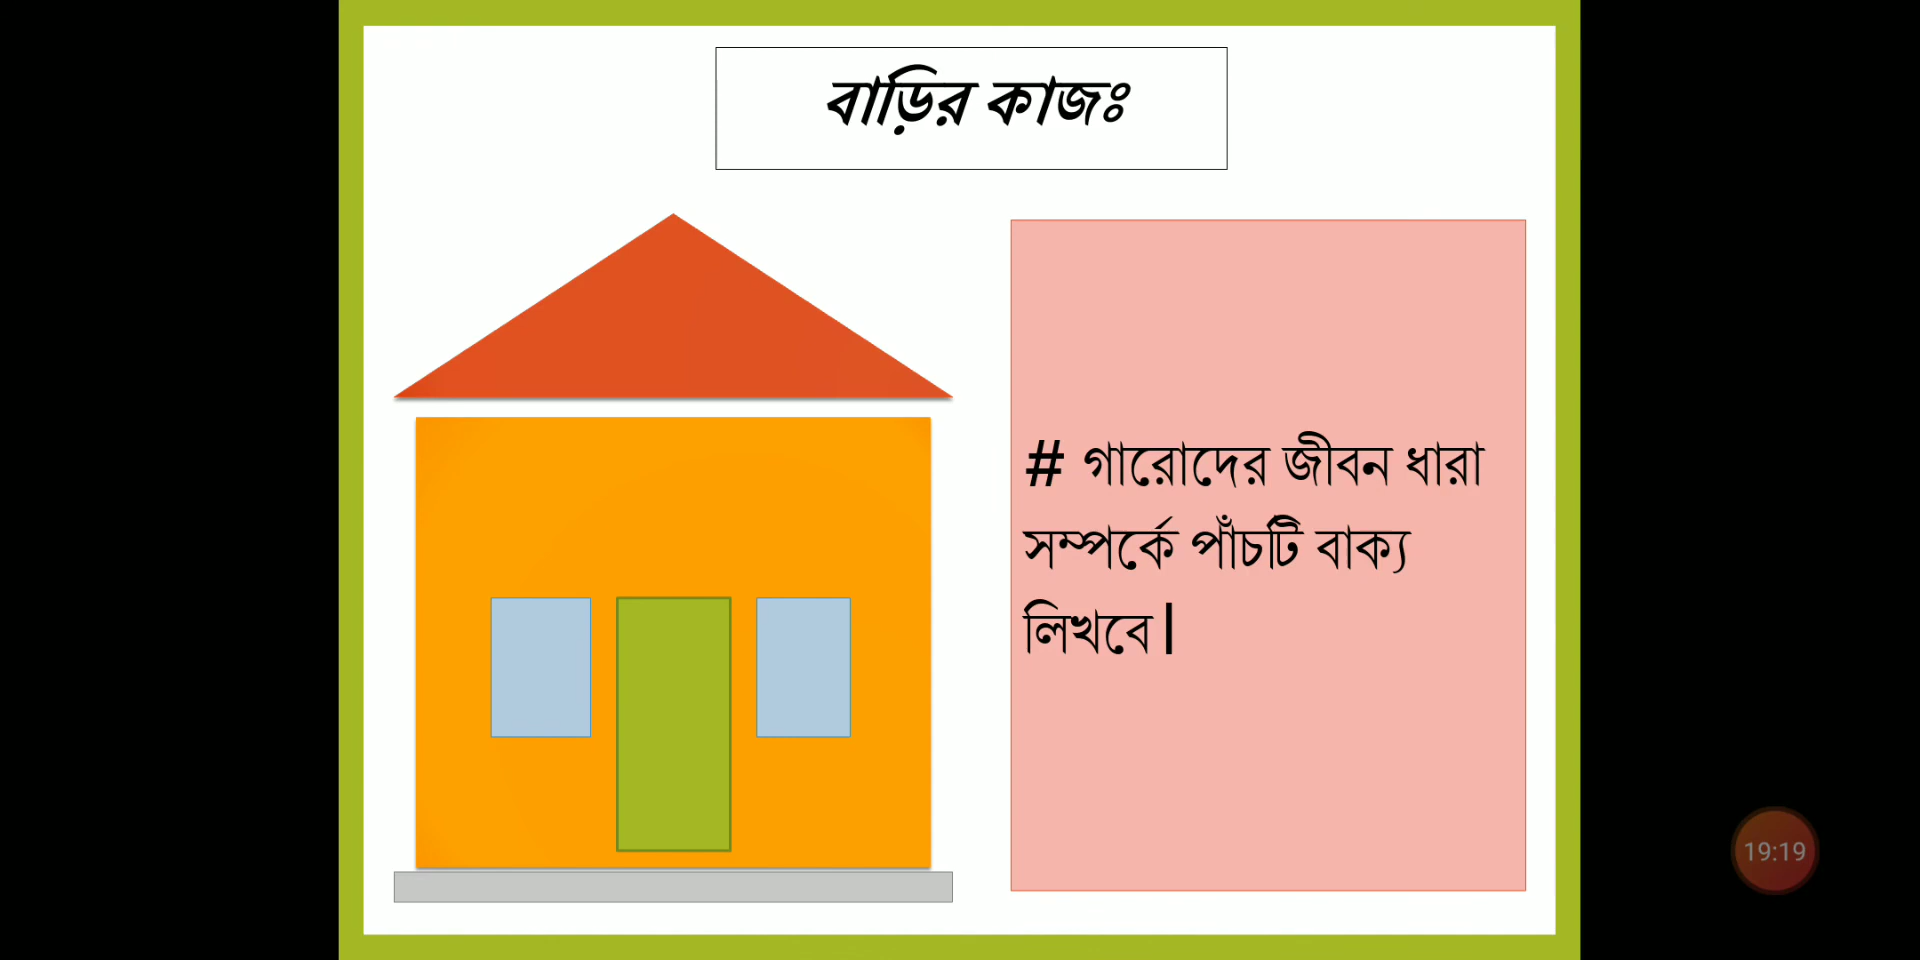 বাড়ির কাজঃ
# গারোদের জীবন ধারা
সম্পর্কে পাঁচটি বাক্য
লিখবে|
19:19